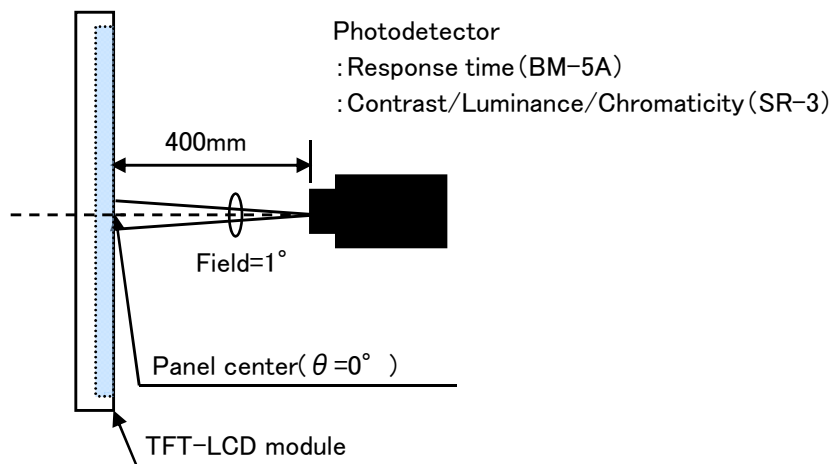 Photodetector
:Response time(BM-5A)
:Contrast/Luminance/Chromaticity(SR-3)
400mm
Field=1°
Panel center(θ=0° )
TFT-LCD module